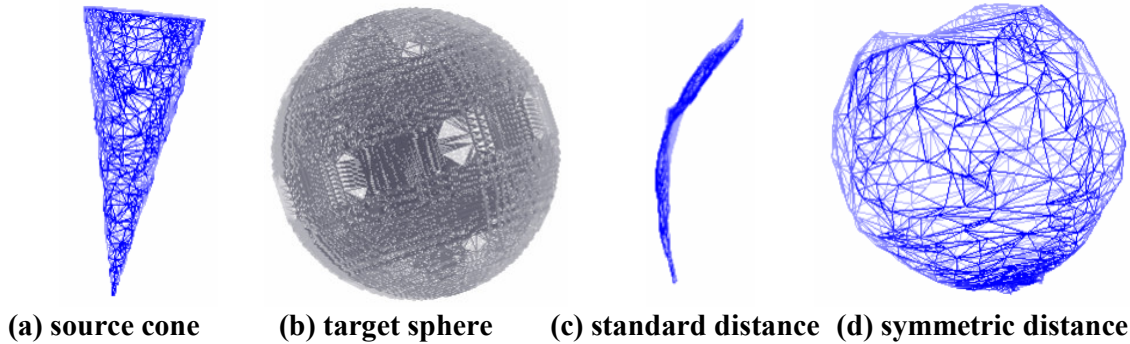 (a) source cone (b) target sphere (c) standard distance (d) symmetric distance